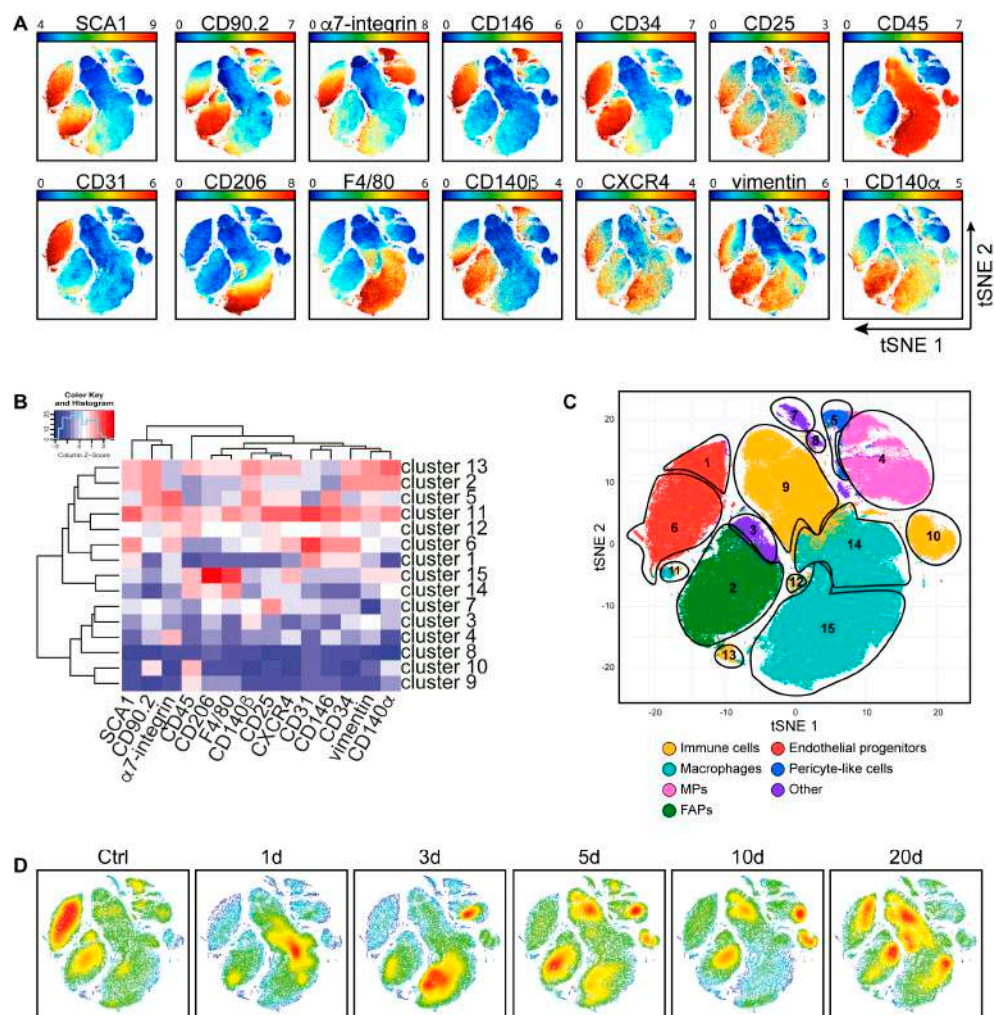 A
SCA1 CD90.2 α7-integrin CD146 CD34 CD25 CD45
4 9 0 7 0 8 0 4 0 7 0 3 0 7
CD31 CD206 F4/80 CD140β CXCR4 vimentin CD140α
0 6 0 8 0 6 0 4 0 4 0 6 1 5
tSNE 2
tSNE 1
B
Color Key
and Histogram
Column Z-Score
cluster 13
cluster 2
cluster 5
cluster 11
cluster 12
cluster 6
cluster 1
cluster 15
cluster 14
cluster 7
cluster 3
cluster 4
cluster 8
cluster 10
cluster 9
SCA1
CD90.2
α7-integrin
CD45
CD206
F4/80
CD140β
CD25
CXCR4
CD31
CD146
CD34
vimentin
CD140α
C
20
10
0
-10
-20
tSNE 2
7
5
8
4
1
9
6
3
10
14
11
12
2
15
13
-20 -10 0 10 20
tSNE 1
Immune cells Endothelial progenitors
Macrophages Pericyte-like cells
MPs Other
FAPs
D
Ctrl 1d 3d 5d 10d 20d